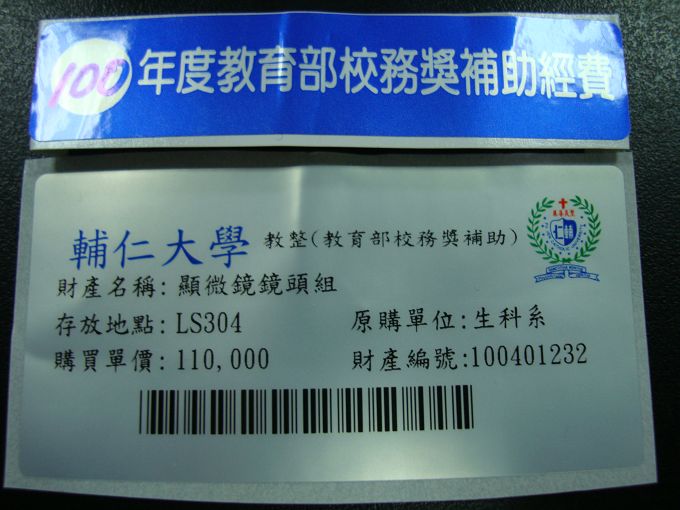 100年度教育部校務獎補助經費
輔仁大學 教整(教育部校務獎補助)
財產名稱: 顯微鏡鏡頭組
存放地點: LS304 原購單位:生科系
購買單價: 110,000 財產編號:100401232